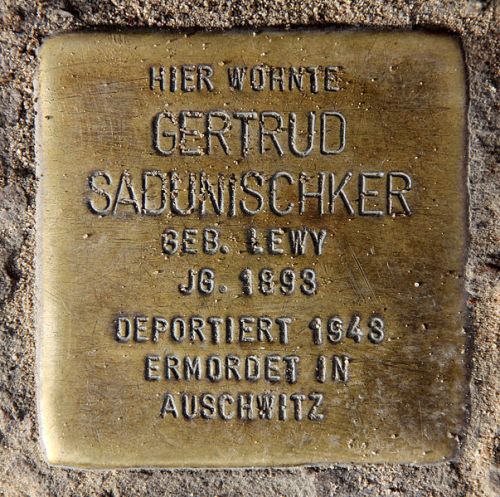 HIER WOHNTE
GERTRUD
SADUNISCHKER
GEB. LEWY
JG. 1893
DEPORTIERT 1943
ERMORDET IN
AUSCHWITZ